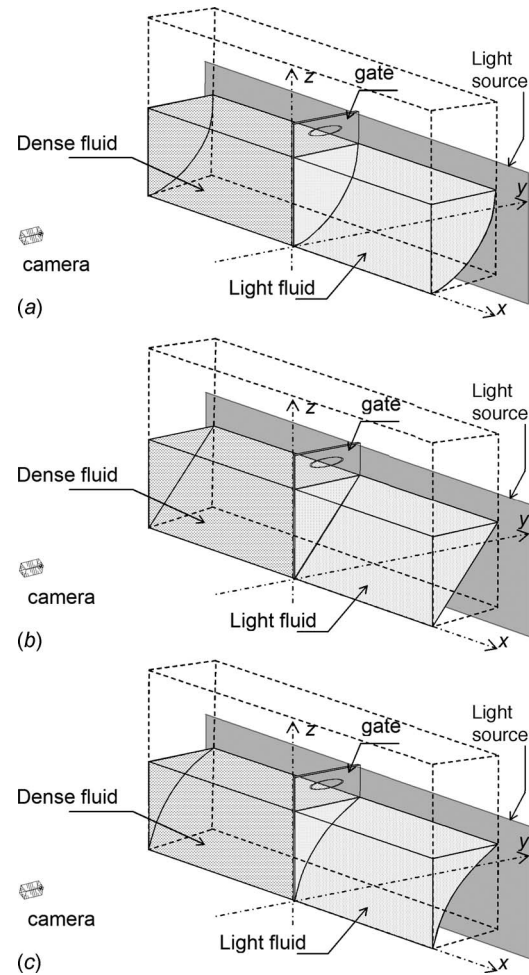 z
gate
Light
source
Dense fluid
y
camera
Light fluid
x
(a)
z
gate
Light
source
Dense fluid
y
camera
Light fluid
x
(b)
z
gate
Light
source
Dense fluid
y
camera
Light fluid
x
(c)